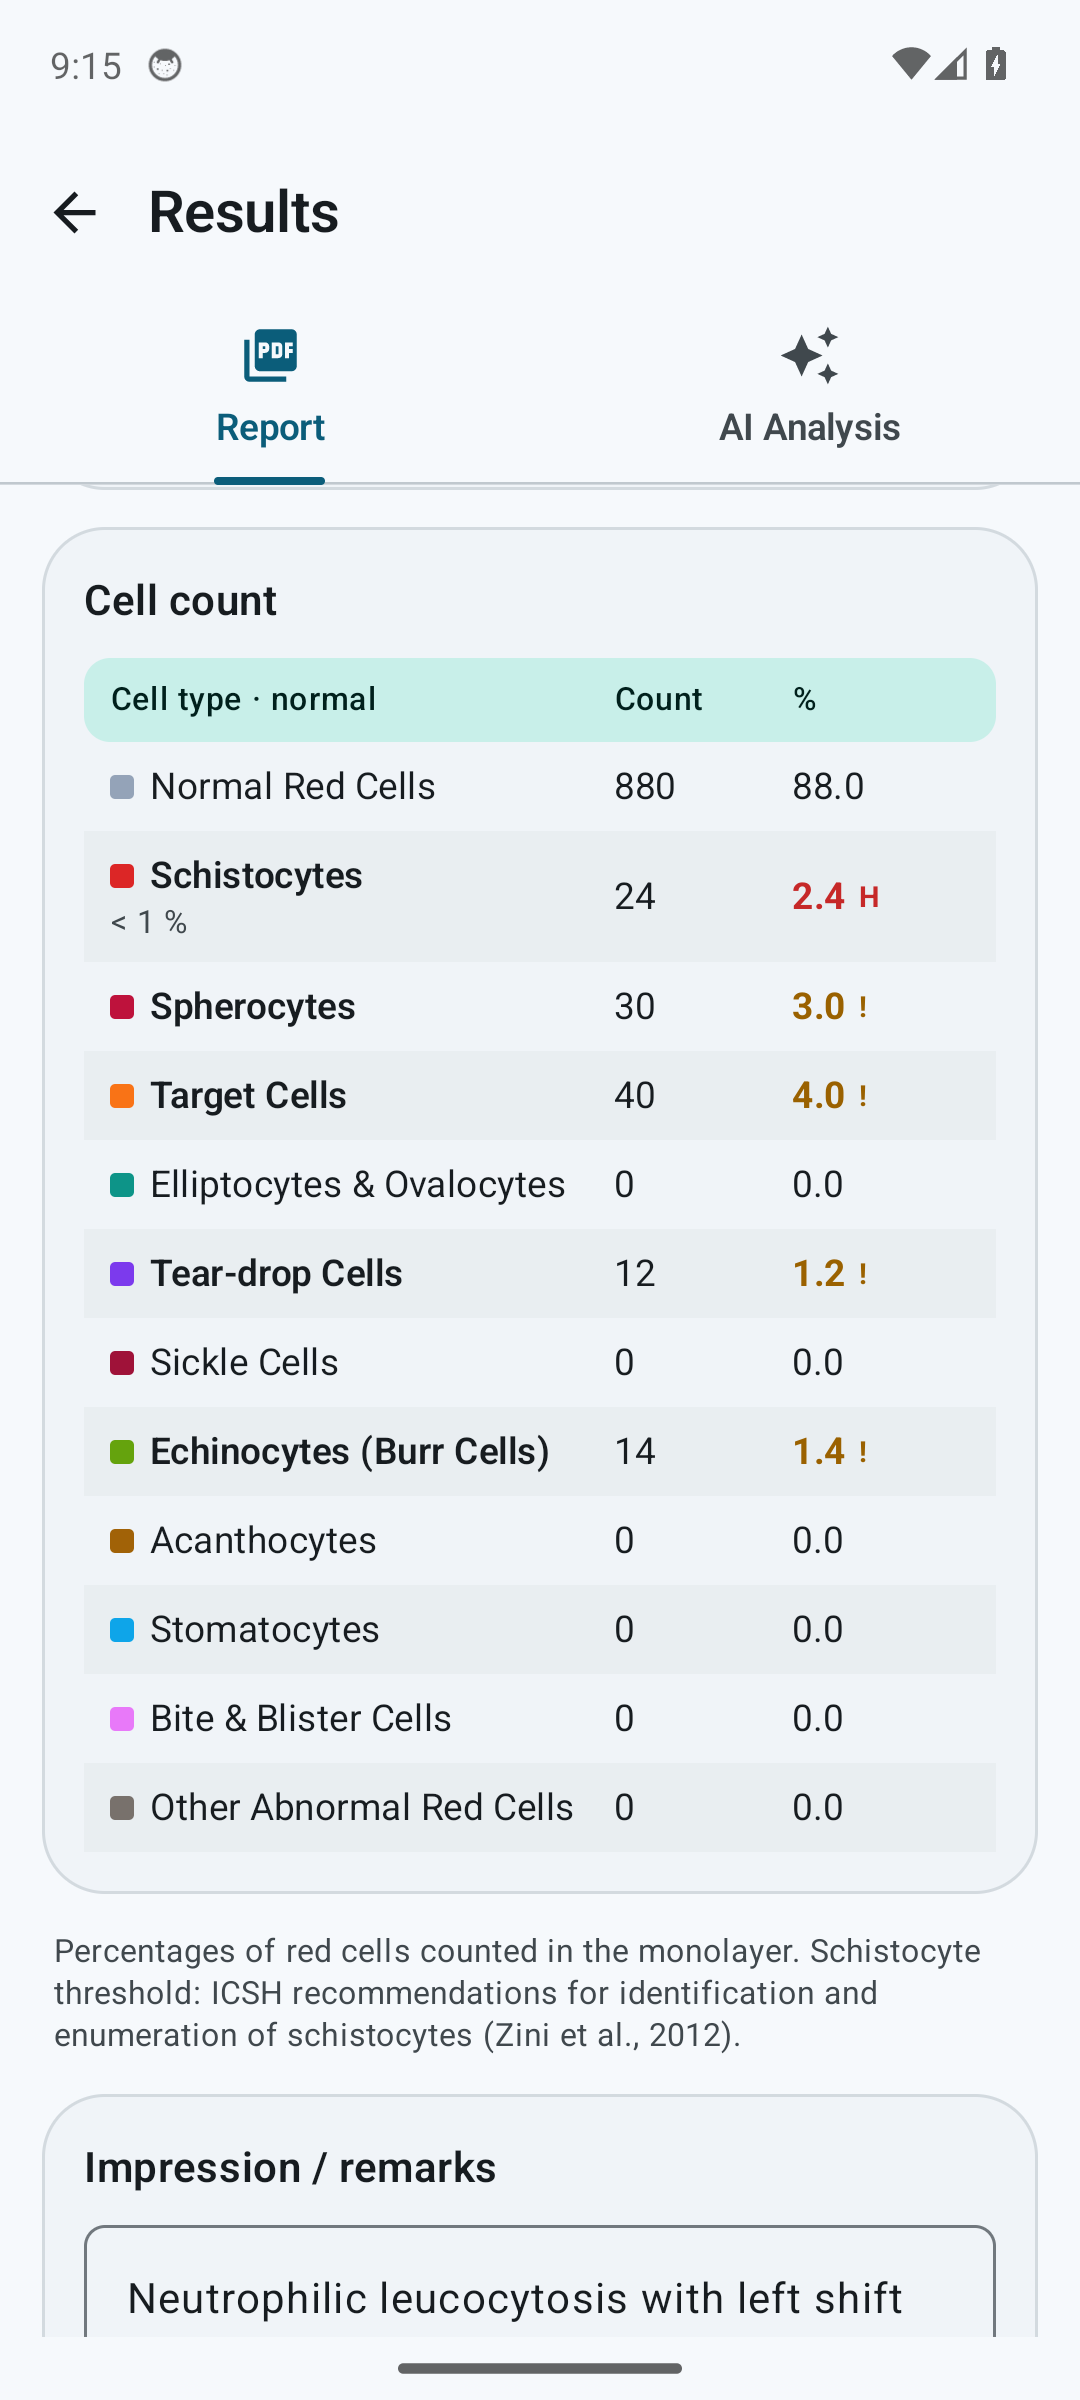 9:15
Results
PDF
Report
AI Analysis
Cell count
Cell type · normal Count %
Normal Red Cells 880 88.0
Schistocytes 24 2.4 H
< 1 %
Spherocytes 30 3.0 !
Target Cells 40 4.0 !
Elliptocytes & Ovalocytes 0 0.0
Tear-drop Cells 12 1.2 !
Sickle Cells 0 0.0
Echinocytes (Burr Cells) 14 1.4 !
Acanthocytes 0 0.0
Stomatocytes 0 0.0
Bite & Blister Cells 0 0.0
Other Abnormal Red Cells 0 0.0
Percentages of red cells counted in the monolayer. Schistocyte
threshold: ICSH recommendations for identification and
enumeration of schistocytes (Zini et al., 2012).
Impression / remarks
Neutrophilic leucocytosis with left shift